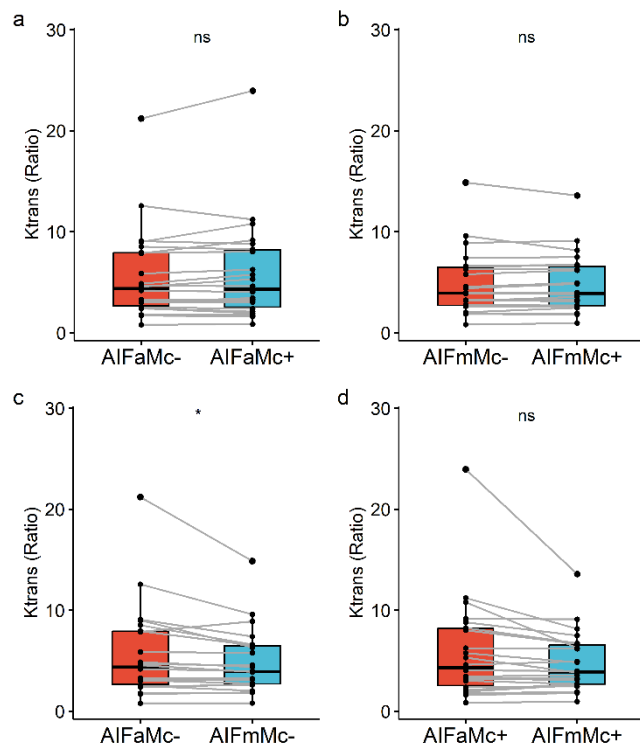 a
ns
Ktrans (Ratio)
30
20
10
0
AIFaMc-
AIFaMc+
b
ns
Ktrans (Ratio)
30
20
10
0
AIFmMc-
AIFmMc+
c
*
Ktrans (Ratio)
30
20
10
0
AIFaMc-
AIFmMc-
d
ns
Ktrans (Ratio)
30
20
10
0
AIFaMc+
AIFmMc+